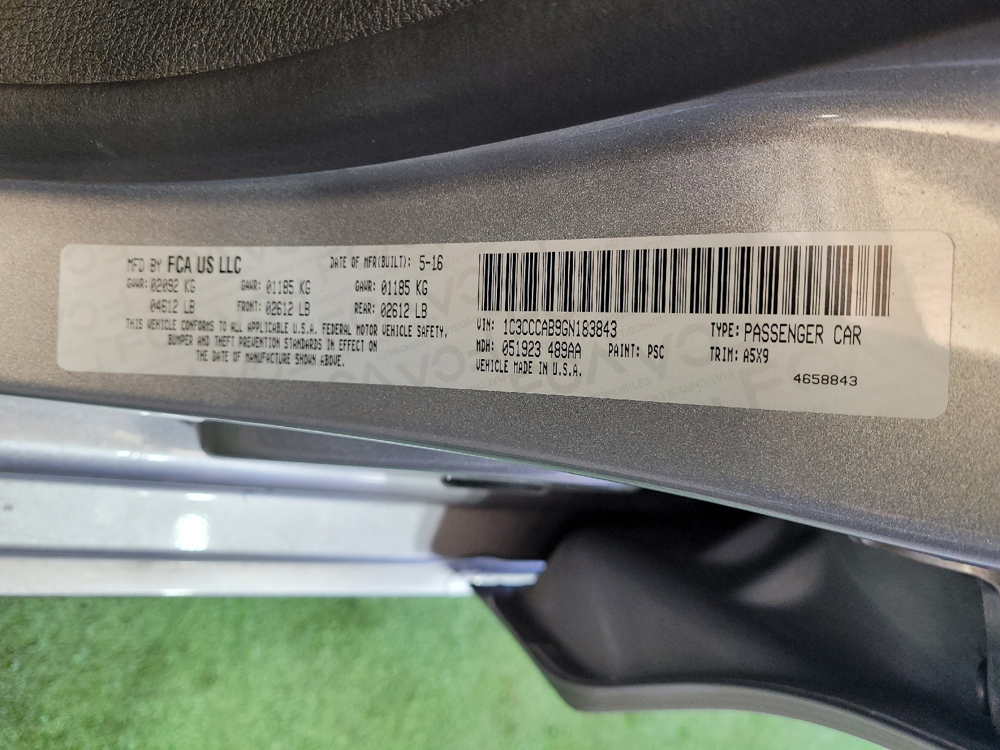 MFD BY FCA US LLC DATE OF MFR(BUILT): 5-16
GVWR: 02092 KG GAWR: 01185 KG GAWR: 01185 KG
04612 LB FRONT: 02612 LB REAR: 02612 LB
THIS VEHICLE CONFORMS TO ALL APPLICABLE U.S.A. FEDERAL MOTOR VEHICLE SAFETY,
BUMPER AND THEFT PREVENTION STANDARDS IN EFFECT ON
THE DATE OF MANUFACTURE SHOWN ABOVE.
VIN: 1C3CCCAB9GN183843 TYPE: PASSENGER CAR
MDH: 051923 489AA PAINT: PSC TRIM: A5X9
VEHICLE MADE IN U.S.A.
4658843